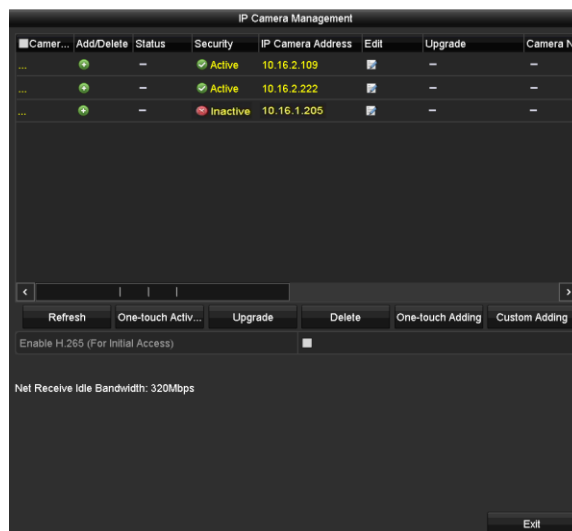 IP Camera Management
Camer... Add/Delete Status Security IP Camera Address Edit Upgrade Camera N
... – Active 10.16.2.109 – –
... – Active 10.16.2.222 – –
... – Inactive 10.16.1.205 – –
Refresh One-touch Activ... Upgrade Delete One-touch Adding Custom Adding
Enable H.265 (For Initial Access)
Net Receive Idle Bandwidth: 320Mbps
Exit